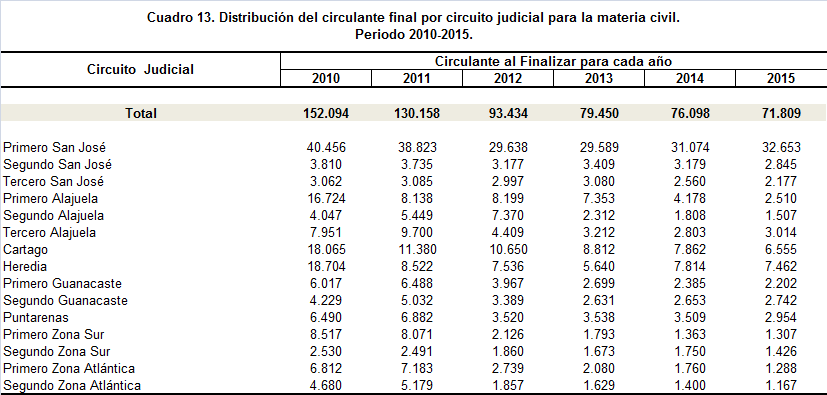 Cuadro 13. Distribución del circulante final por circuito judicial para la materia civil.
Periodo 2010-2015.
Circuito Judicial Circulante al Finalizar para cada año
2010 2011 2012 2013 2014 2015
Total 152.094 130.158 93.434 79.450 76.098 71.809
Primero San José 40.456 38.823 29.638 29.589 31.074 32.653
Segundo San José 3.810 3.735 3.177 3.409 3.179 2.845
Tercero San José 3.062 3.085 2.997 3.080 2.560 2.177
Primero Alajuela 16.724 8.138 8.199 7.353 4.178 2.510
Segundo Alajuela 4.047 5.449 7.370 2.312 1.808 1.507
Tercero Alajuela 7.951 9.700 4.409 3.212 2.803 3.014
Cartago 18.065 11.380 10.650 8.812 7.862 6.555
Heredia 18.704 8.522 7.536 5.640 7.814 7.462
Primero Guanacaste 6.017 6.488 3.967 2.699 2.385 2.202
Segundo Guanacaste 4.229 5.032 3.389 2.631 2.653 2.742
Puntarenas 6.490 6.882 3.520 3.538 3.509 2.954
Primero Zona Sur 8.517 8.071 2.126 1.793 1.363 1.307
Segundo Zona Sur 2.530 2.491 1.860 1.673 1.750 1.426
Primero Zona Atlántica 6.812 7.183 2.739 2.080 1.760 1.288
Segundo Zona Atlántica 4.680 5.179 1.857 1.629 1.400 1.167